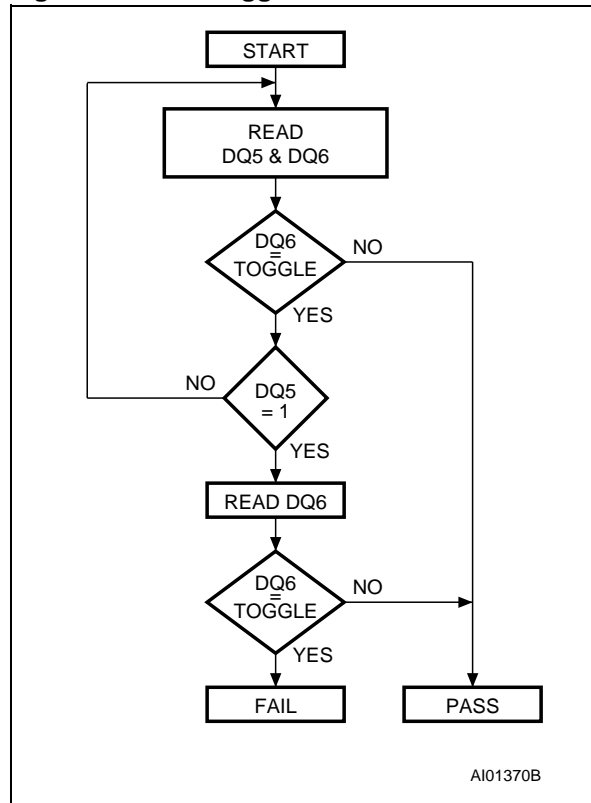 START
READ
DQ5 & DQ6
DQ6
=
TOGGLE
NO
YES
NO
DQ5
= 1
YES
READ DQ6
DQ6
=
TOGGLE
NO
YES
FAIL
PASS
AI01370B